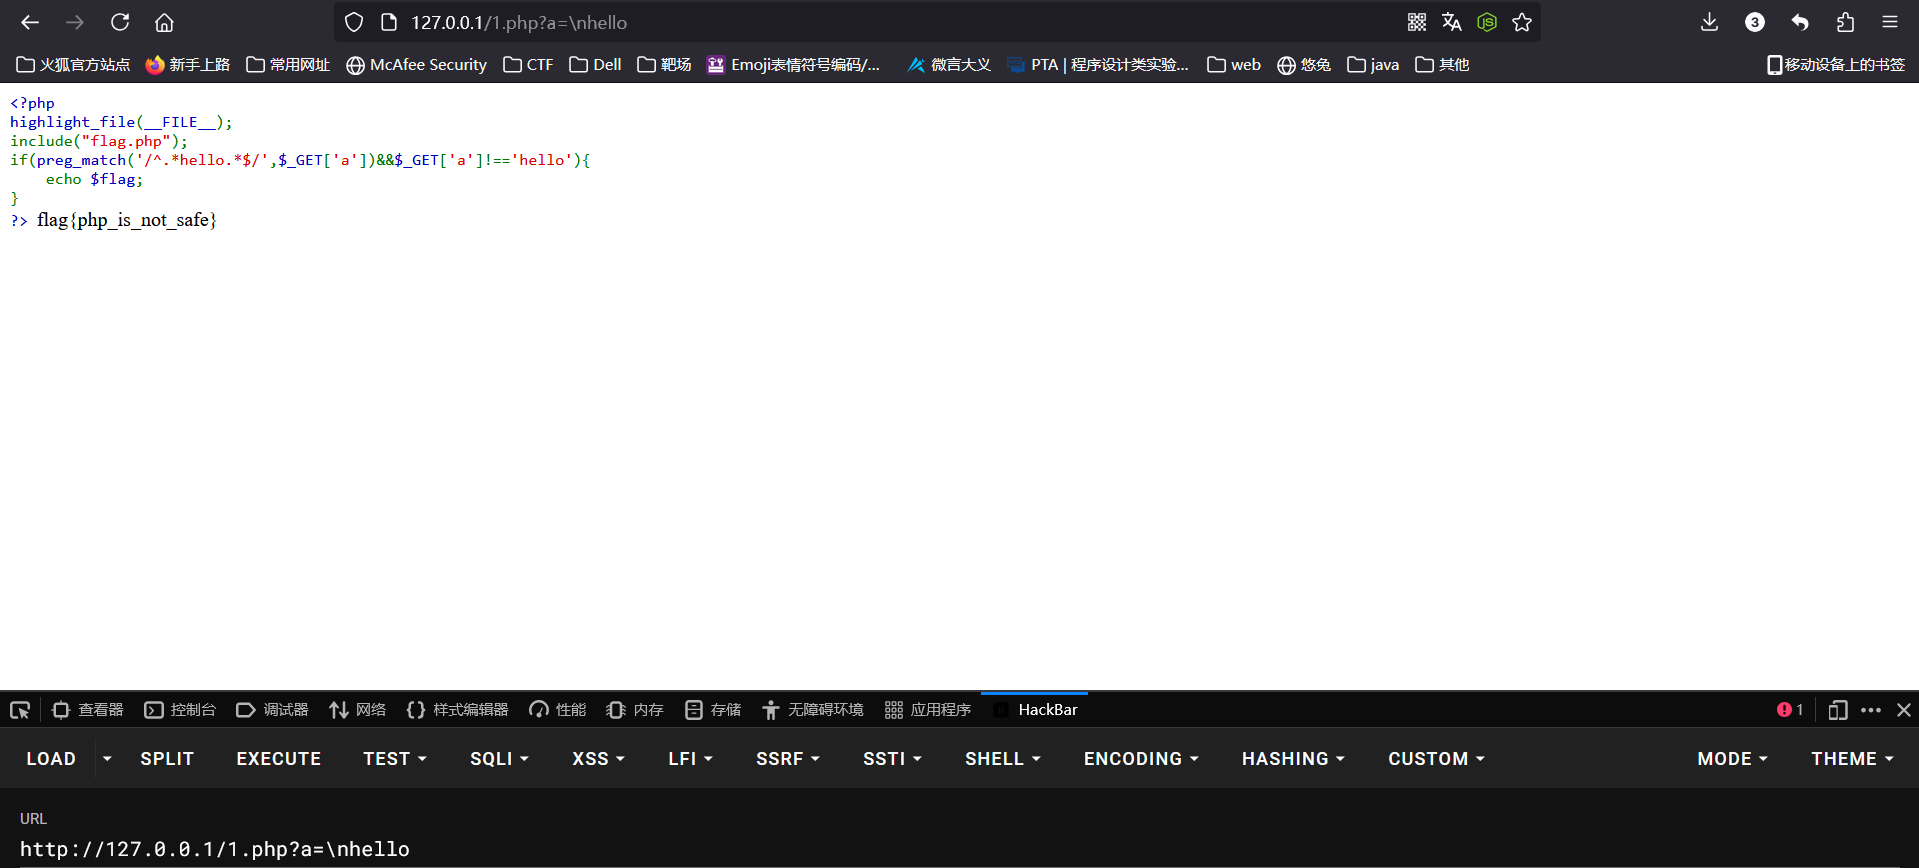 127.0.0.1/1.php?a=\nhello
3
火狐官方站点 新手上路 常用网址 McAfee Security CTF Dell 靶场 Emoji表情符号编码/... 微言大义 PTA | 程序设计类实验... web 悠兔 java 其他 移动设备上的书签
<?php
highlight_file(__FILE__);
include("flag.php");
if(preg_match('/^.*hello.*$/',$_GET['a'])&&$_GET['a']!=='hello'){
    echo $flag;
}
?> flag{php_is_not_safe}
查看器 控制台 调试器 网络 样式编辑器 性能 内存 存储 无障碍环境 应用程序 HackBar 1
LOAD SPLIT EXECUTE TEST SQLI XSS LFI SSRF SSTI SHELL ENCODING HASHING CUSTOM MODE THEME
URL
http://127.0.0.1/1.php?a=\nhello